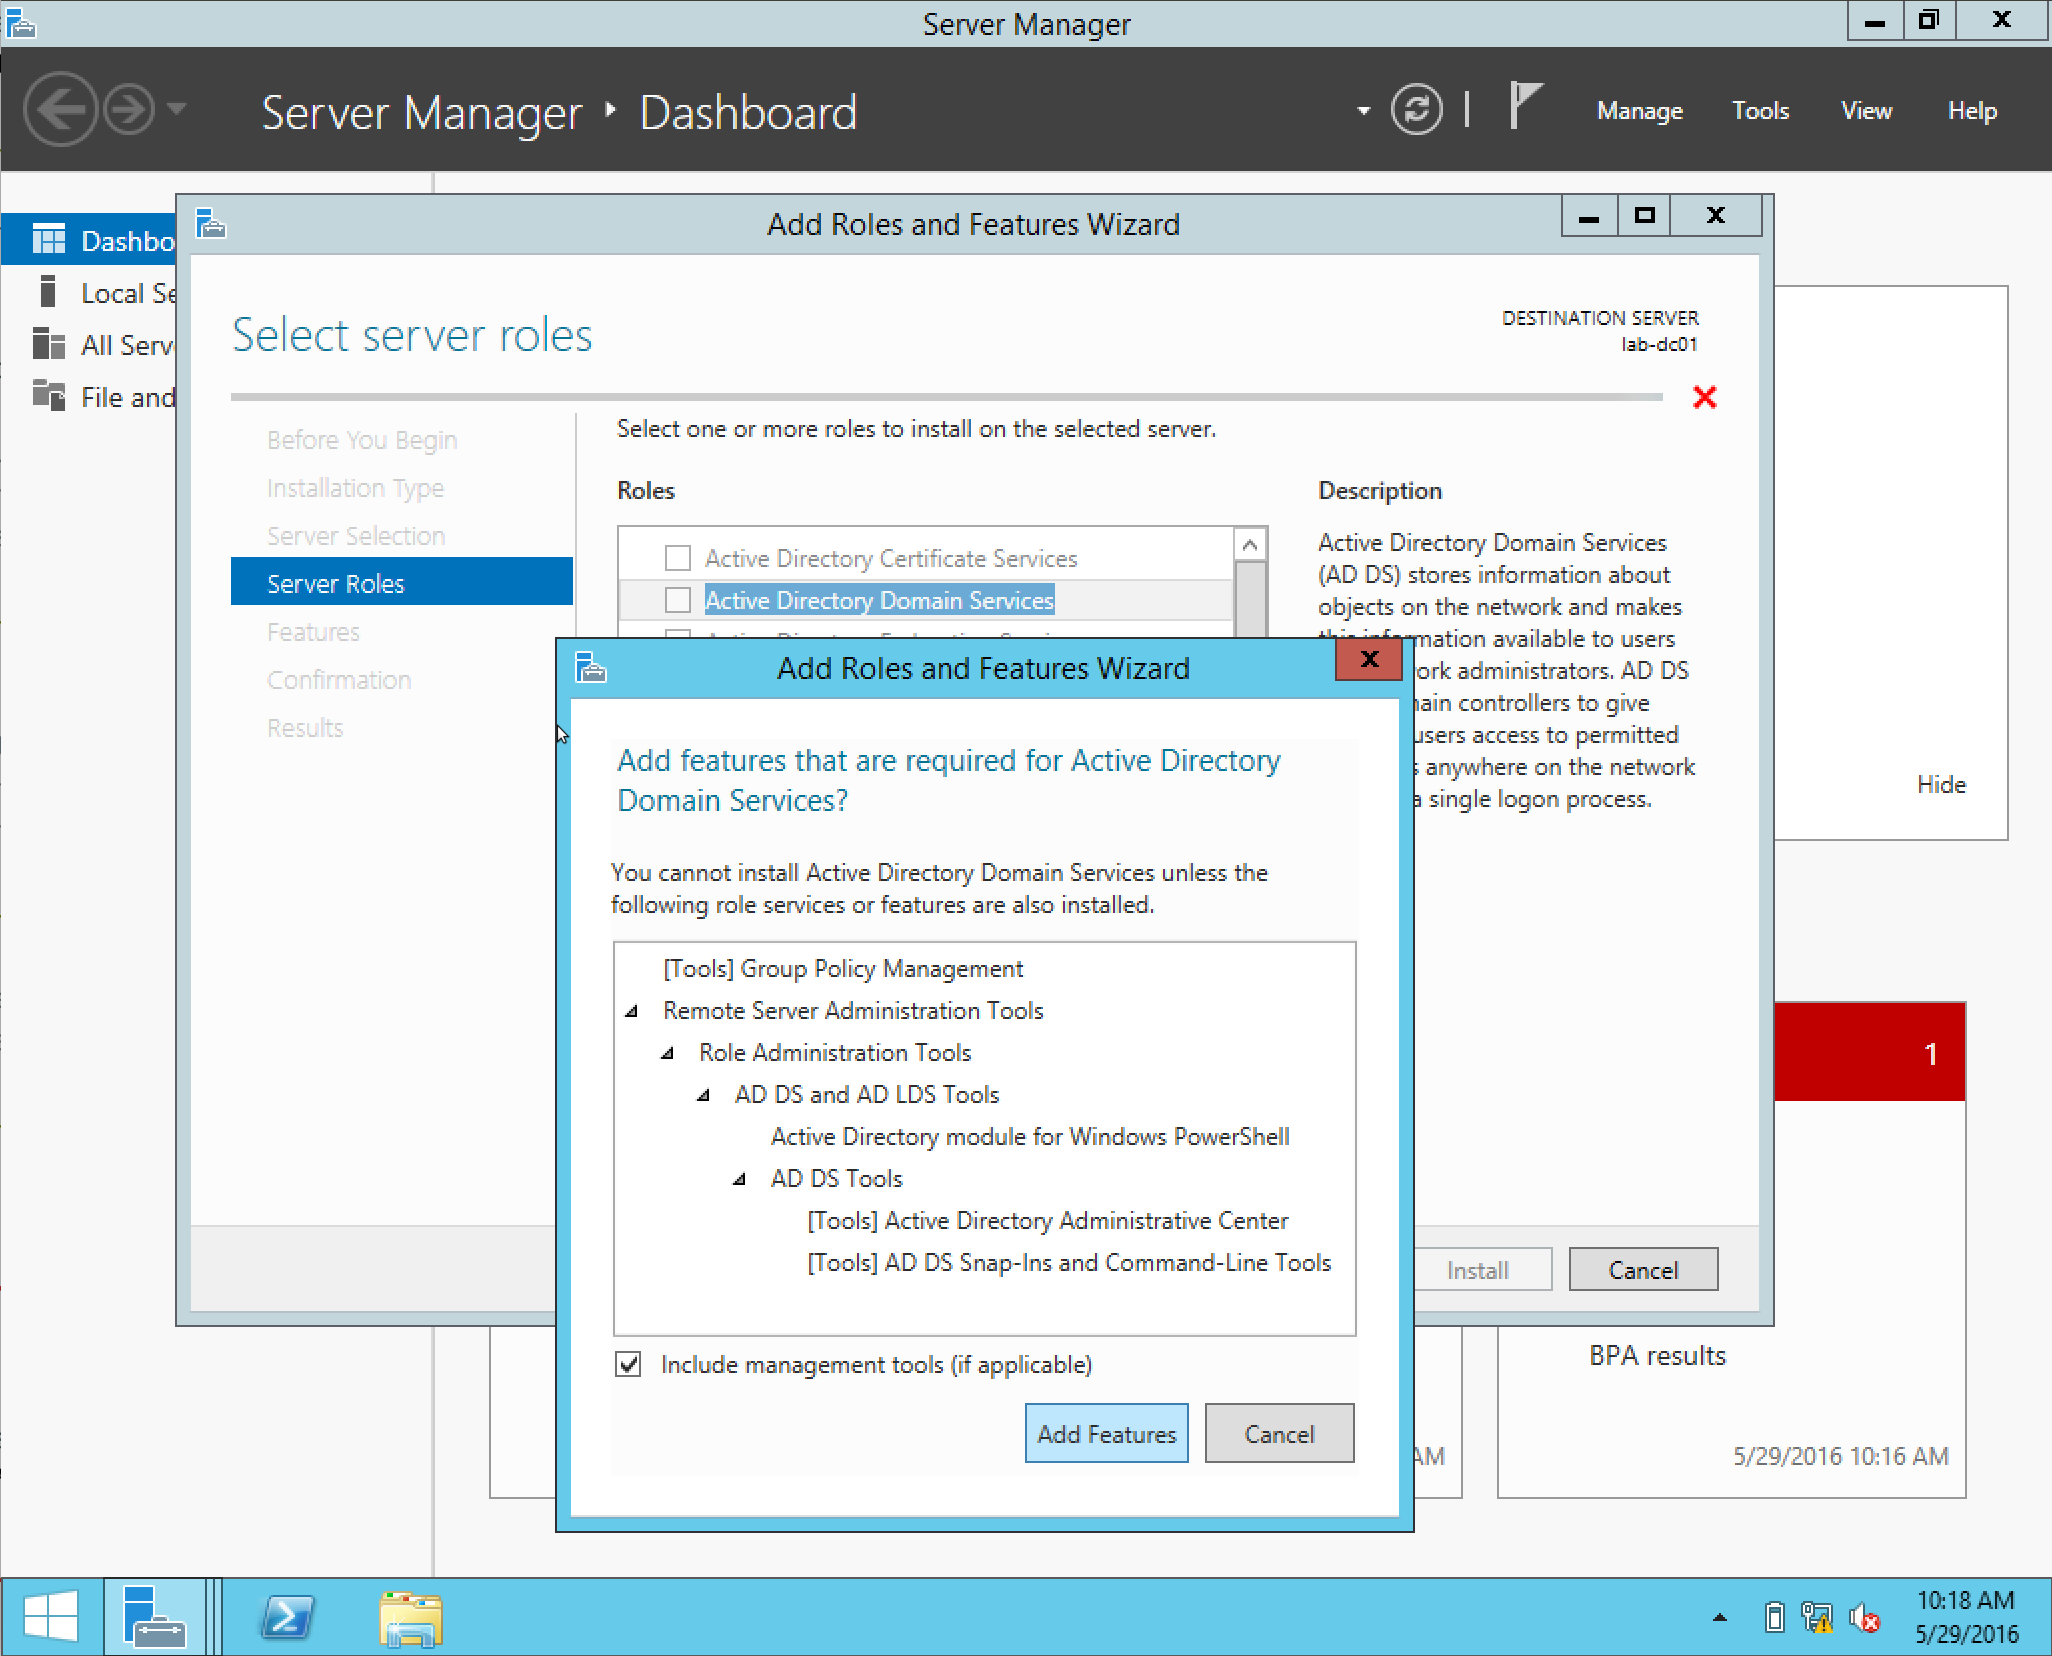 Server Manager
Server Manager
Dashboard
Manage
Tools
View
Help
Dashbo
Local Se
All Serv
File and
Add Roles and Features Wizard
Select server roles
DESTINATION SERVER
lab-dc01
Before You Begin
Installation Type
Server Selection
Server Roles
Features
Confirmation
Results
Select one or more roles to install on the selected server.
Roles
Active Directory Certificate Services
Active Directory Domain Services
Description
Active Directory Domain Services
(AD DS) stores information about
objects on the network and makes
this information available to users
ork administrators. AD DS
ain controllers to give
users access to permitted
s anywhere on the network
a single logon process.
Install
Cancel
Add Roles and Features Wizard
Add features that are required for Active Directory
Domain Services?
You cannot install Active Directory Domain Services unless the
following role services or features are also installed.
[Tools] Group Policy Management
Remote Server Administration Tools
Role Administration Tools
AD DS and AD LDS Tools
Active Directory module for Windows PowerShell
AD DS Tools
[Tools] Active Directory Administrative Center
[Tools] AD DS Snap-Ins and Command-Line Tools
Include management tools (if applicable)
Add Features
Cancel
Hide
1
BPA results
AM
5/29/2016 10:16 AM
10:18 AM
5/29/2016